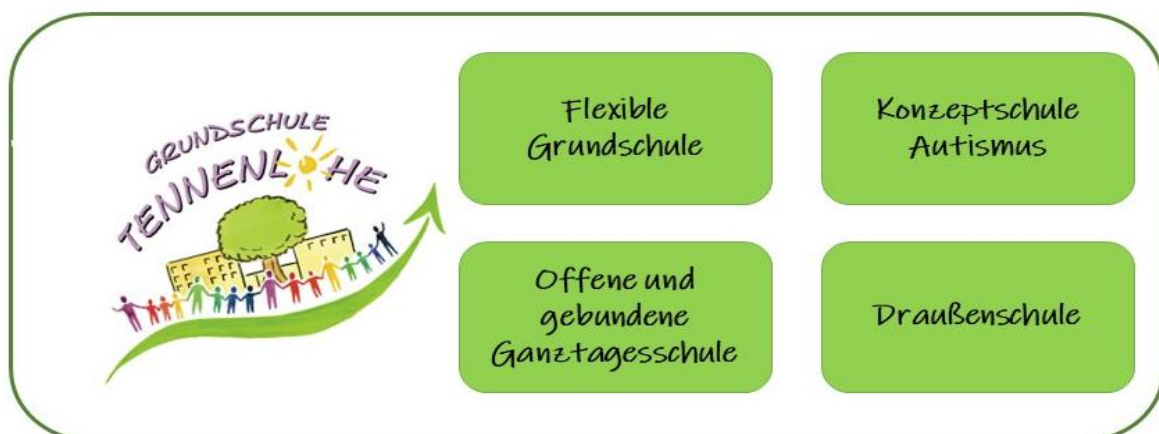 GRUNDSCHULE
TENNENLOHE
Flexible
Grundschule
Konzeptschule
Autismus
Offene und
gebundene
Ganztagesschule
Draußenschule